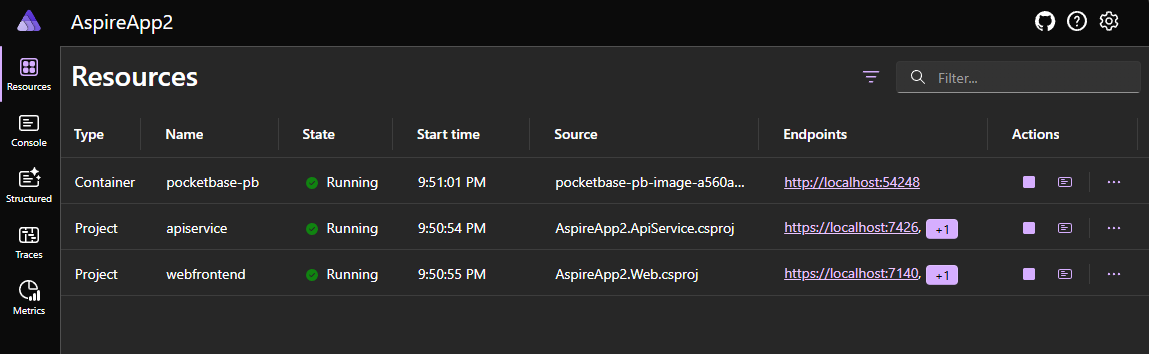 AspireApp2
Resources
Filter...
Resources
Console
Structured
Traces
Metrics
Type Name State Start time Source Endpoints Actions
Container pocketbase-pb Running 9:51:01 PM pocketbase-pb-image-a560a... http://localhost:54248
Project apiservice Running 9:50:54 PM AspireApp2.ApiService.csproj https://localhost:7426, +1
Project webfrontend Running 9:50:55 PM AspireApp2.Web.csproj https://localhost:7140, +1